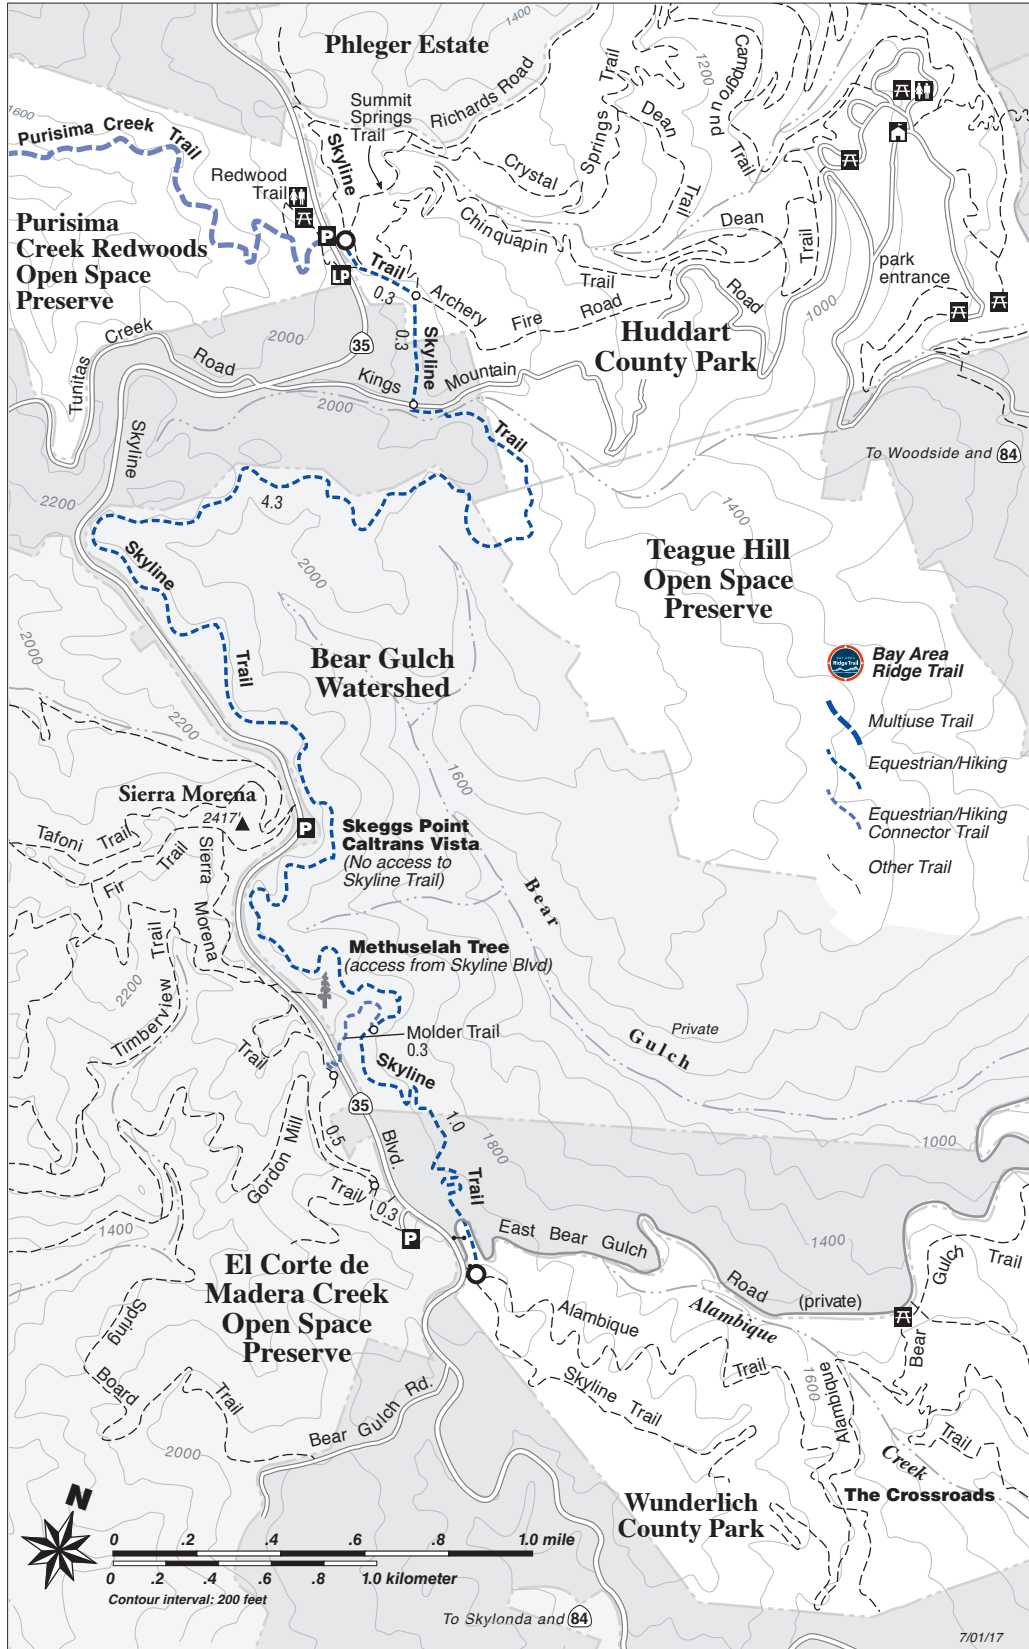 1400
Phleger Estate
1600
Purisima Creek Trail
Summit
Springs
Trail
Richards Road
Springs Trail
1200
Campground Trail
Dean Trail
Skyline Trail
Redwood
Trail
Crystal
Chinquapin Trail
Dean Trail
Purisima
Creek Redwoods
Open Space
Preserve
P
LP
0.3
0.3
Archery Fire Road
Skyline
Road
1000
park
entrance
Huddart
County Park
Tunitas Creek Road
2000
35
Kings Mountain
2000
Trail
Skyline
2200
4.3
To Woodside and 84
1400
Skyline
2000
Teague Hill
Open Space
Preserve
2000
Trail
Bear Gulch
Watershed
BAY AREA
Ridge Trail
Bay Area
Ridge Trail
Multiuse Trail
Equestrian/Hiking
Equestrian/Hiking
Connector Trail
Other Trail
2200
1600
Sierra Morena
2417'
P
Skeggs Point
Caltrans Vista
(No access to
Skyline Trail)
Tafoni Trail
Fir Trail
Sierra Morena
Bear
Methuselah Tree
(access from Skyline Blvd)
Timberview Trail
2200
Molder Trail
0.3
Private
Gulch
Trail
Skyline
35
1.0
Blvd.
1800
1000
Gordon Mill
0.5
Trail
0.3
Trail
P
East Bear Gulch
Road
(private)
1400
Gulch Trail
1400
El Corte de
Madera Creek
Open Space
Preserve
Alambique
Alambique
Trail
Bear
Spring
Board
Trail
Skyline Trail
1600
Alambique
Trail
Bear Gulch Rd.
2000
Creek
The Crossroads
Wunderlich
County Park
N
0 .2 .4 .6 .8 1.0 mile
0 .2 .4 .6 .8 1.0 kilometer
Contour interval: 200 feet
To Skylonda and 84
7/01/17